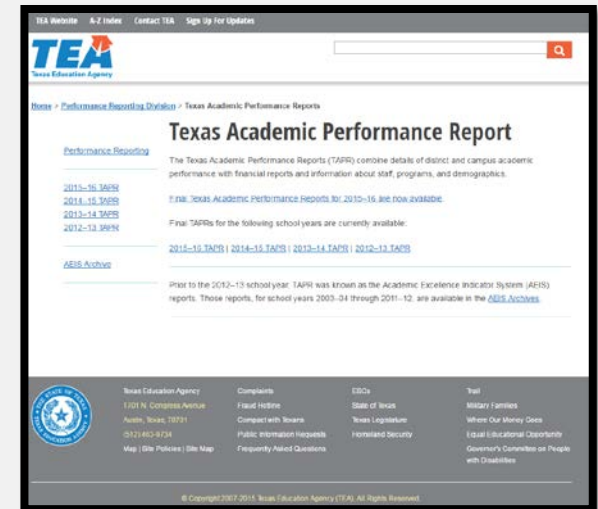 TEA Website A-Z Index Contact TEA Sign Up For Updates
TEA
Texas Education Agency
Home > Performance Reporting Division > Texas Academic Performance Reports
Texas Academic Performance Report
Performance Reporting
The Texas Academic Performance Reports (TAPR) combine details of district and campus academic
performance with financial reports and information about staff, programs, and demographics.
2015-16 TAPR
2014-15 TAPR
2013-14 TAPR
2012-13 TAPR
Final Texas Academic Performance Reports for 2015-16 are now available.
Final TAPRs for the following school years are currently available:
2015-16 TAPR | 2014-15 TAPR | 2013-14 TAPR | 2012-13 TAPR
AEIS Archive
Prior to the 2012-13 school year, TAPR was known as the Academic Excellence Indicator System (AEIS)
reports. Those reports, for school years 2003-04 through 2011-12, are available in the AEIS Archives.
Texas Education Agency
1701 N. Congress Avenue
Austin, Texas, 78701
(512) 463-9734
Map | Site Policies | Site Map
Complaints
Fraud Hotline
Compact with Texans
Public Information Requests
Frequently Asked Questions
ESCs
State of Texas
Texas Legislature
Homeland Security
Trail
Military Families
Where Our Money Goes
Equal Educational Opportunity
Governor's Committee on People
with Disabilities
© Copyright 2007-2015 Texas Education Agency (TEA). All Rights Reserved.